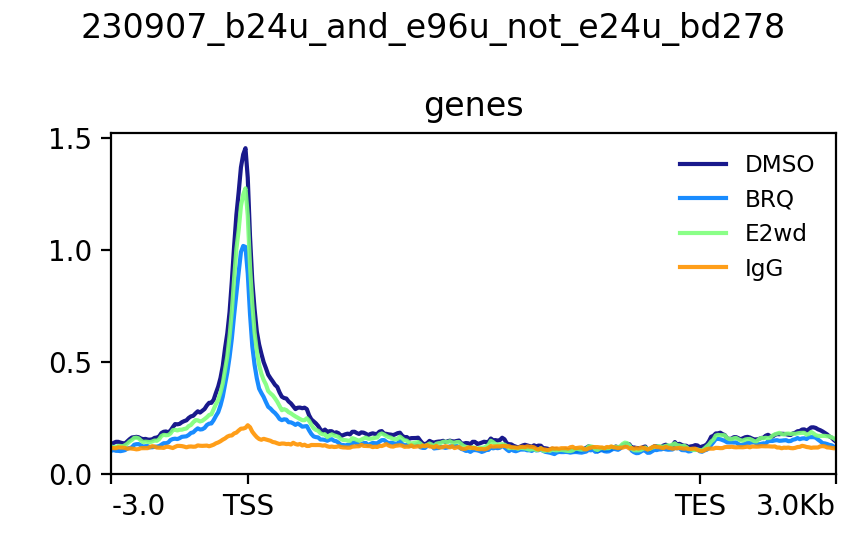 230907_b24u_and_e96u_not_e24u_bd278
genes
1.5
1.0
0.5
0.0
DMSO
BRQ
E2wd
IgG
-3.0 TSS TES 3.0Kb